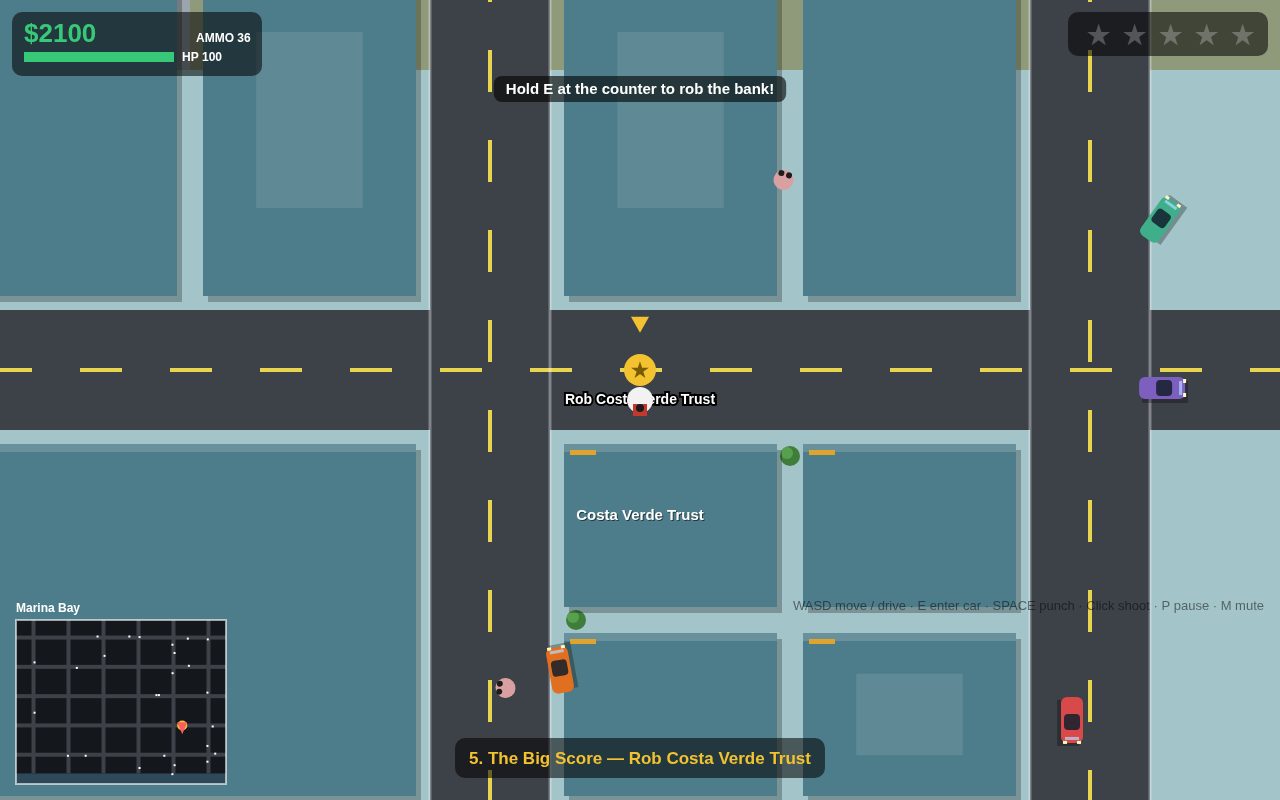 $2100
AMMO 36
HP 100
Hold E at the counter to rob the bank!
Rob Costa Verde Trust
Costa Verde Trust
Marina Bay
WASD move / drive · E enter car · SPACE punch · Click shoot · P pause · M mute
5. The Big Score — Rob Costa Verde Trust